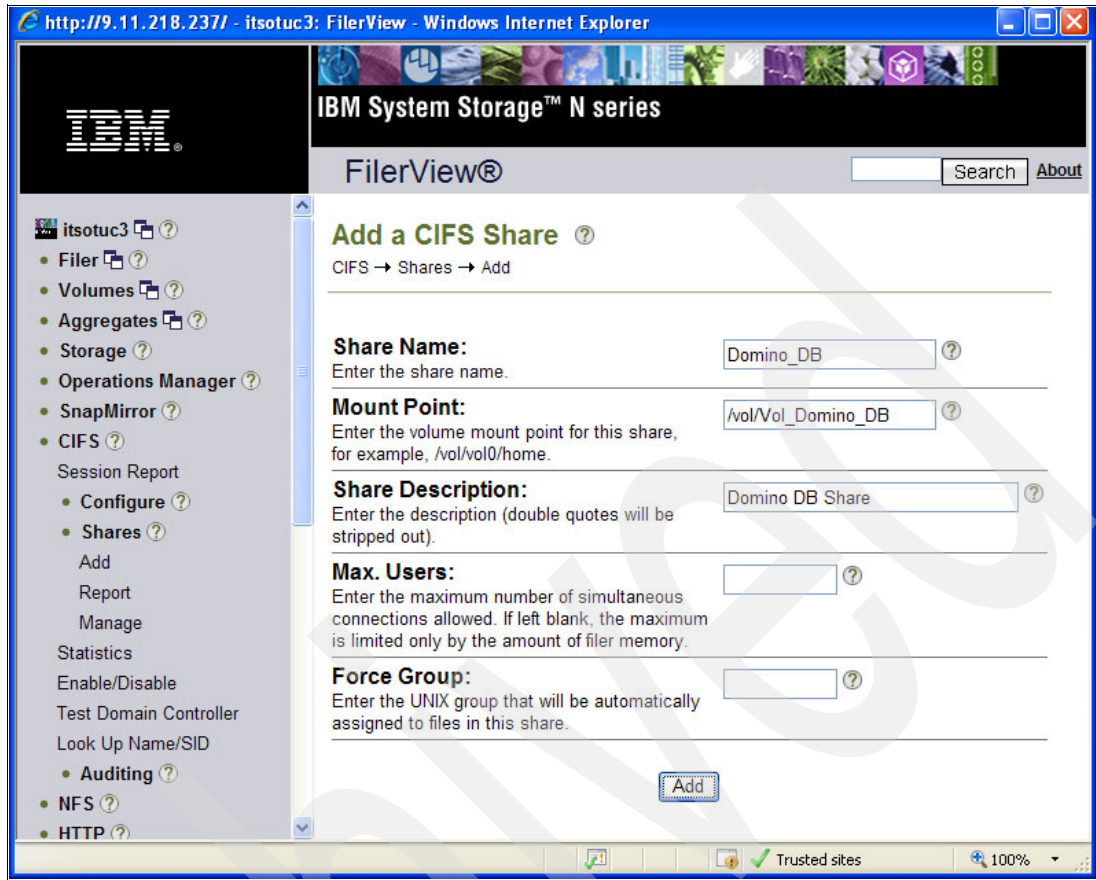 http://9.11.218.237/ - itsotuc3: FilerView - Windows Internet Explorer
IBM®
IBM System Storage™ N series
FilerView®
Search
About
itsotuc3
Filer
Volumes
Aggregates
Storage
Operations Manager
SnapMirror
CIFS
Session Report
Configure
Shares
Add
Report
Manage
Statistics
Enable/Disable
Test Domain Controller
Look Up Name/SID
Auditing
NFS
HTTP
Add a CIFS Share
CIFS → Shares → Add
Share Name:
Enter the share name.
Domino_DB
Mount Point:
Enter the volume mount point for this share,
for example, /vol/vol0/home.
/vol/Vol_Domino_DB
Share Description:
Enter the description (double quotes will be
stripped out).
Domino DB Share
Max. Users:
Enter the maximum number of simultaneous
connections allowed. If left blank, the maximum
is limited only by the amount of filer memory.
Force Group:
Enter the UNIX group that will be automatically
assigned to files in this share.
Add
Trusted sites
100%